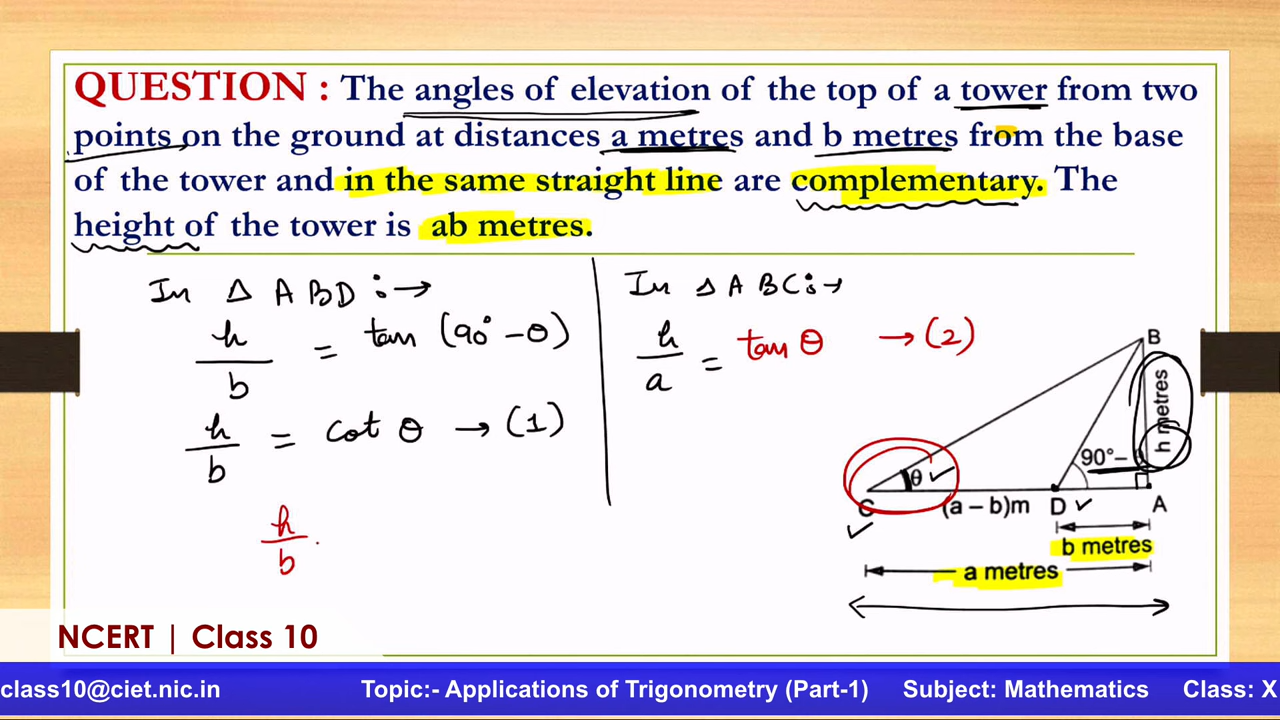 QUESTION : The angles of elevation of the top of a tower from two
points on the ground at distances a metres and b metres from the base
of the tower and in the same straight line are complementary. The
height of the tower is ab metres.
In Δ ABD :→
h/b = tan (90° - θ)
h/b = cot θ → (1)
h/b
In Δ ABC :→
h/a = tan θ → (2)
B
h metres
90°–
θ
C
(a – b)m
D
A
b metres
a metres
NCERT | Class 10
class10@ciet.nic.in Topic:- Applications of Trigonometry (Part-1) Subject: Mathematics Class: X